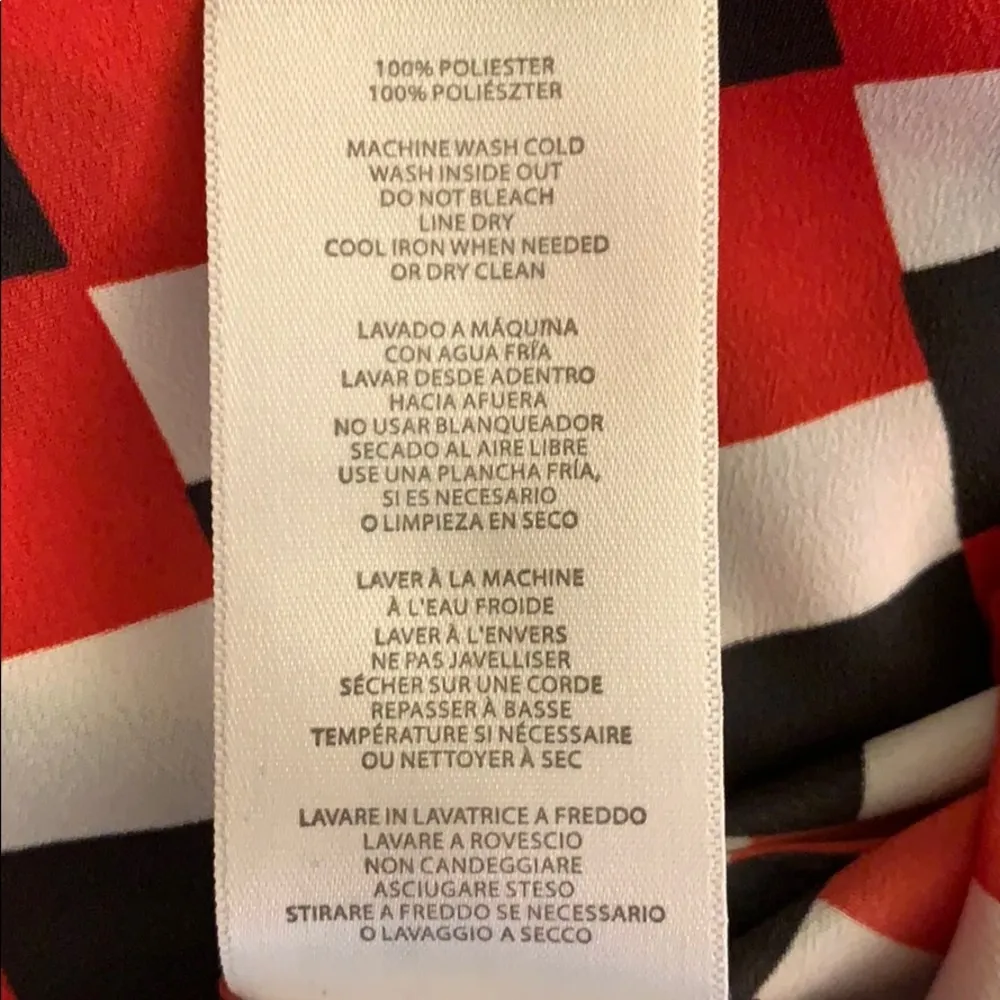 100% POLIESTER
100% POLIÉSZTER
MACHINE WASH COLD
WASH INSIDE OUT
DO NOT BLEACH
LINE DRY
COOL IRON WHEN NEEDED
OR DRY CLEAN
LAVADO A MÁQUINA
CON AGUA FRÍA
LAVAR DESDE ADENTRO
HACIA AFUERA
NO USAR BLANQUEADOR
SECADO AL AIRE LIBRE
USE UNA PLANCHA FRÍA,
SI ES NECESARIO
O LIMPIEZA EN SECO
LAVER À LA MACHINE
À L'EAU FROIDE
LAVER À L'ENVERS
NE PAS JAVELLISER
SÉCHER SUR UNE CORDE
REPASSER À BASSE
TEMPÉRATURE SI NÉCESSAIRE
OU NETTOYER À SEC
LAVARE IN LAVATRICE A FREDDO
LAVARE A ROVESCIO
NON CANDEGGIARE
ASCIUGARE STESO
STIRARE A FREDDO SE NECESSARIO
O LAVAGGIO A SECCO